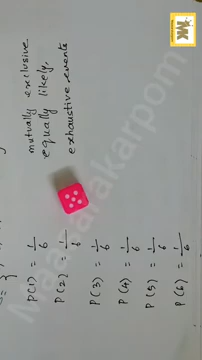 P(1) = 1/6 mutually exclusive
P(2) = 1/6 equally likely,
P(3) = 1/6 exhaustive events
P(4) = 1/6
P(5) = 1/6
P(6) = 1/6
MK